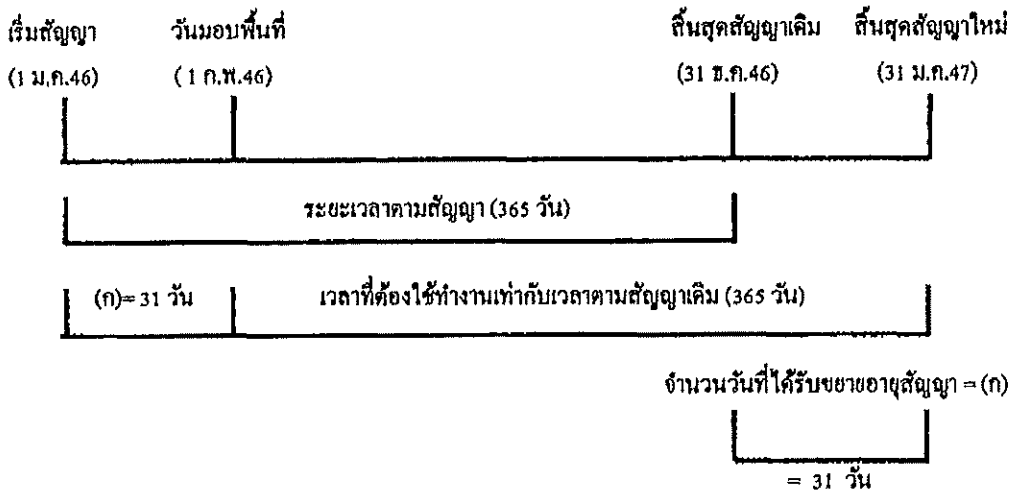 เริ่มสัญญา วันมอบพื้นที่ สิ้นสุดสัญญาเดิม สิ้นสุดสัญญาใหม่
(1 ม.ค.46) (1 ก.พ.46) (31 ธ.ค.46) (31 ม.ค.47)
ระยะเวลาตามสัญญา (365 วัน)
(ก)= 31 วัน เวลาที่ต้องใช้ทำงานเท่ากับเวลาตามสัญญาเดิม (365 วัน)
จำนวนวันที่ได้รับขยายอายุสัญญา = (ก)
= 31 วัน